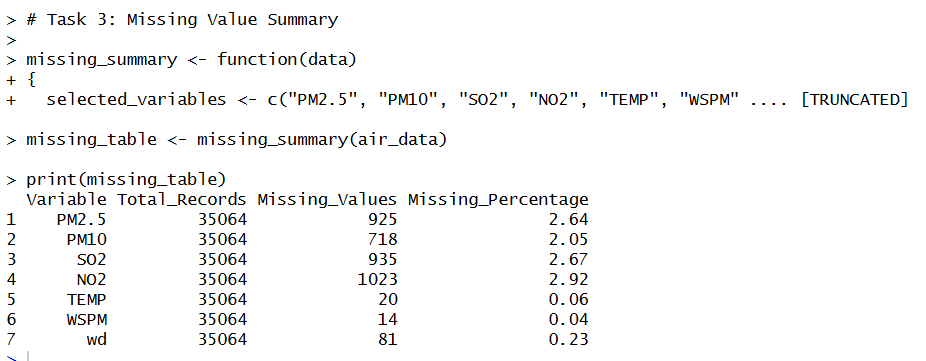 > # Task 3: Missing Value Summary
>
> missing_summary <- function(data)
+ {
+   selected_variables <- c("PM2.5", "PM10", "SO2", "NO2", "TEMP", "WSPM" .... [TRUNCATED]
> missing_table <- missing_summary(air_data)
> print(missing_table)
  Variable Total_Records Missing_Values Missing_Percentage
1    PM2.5         35064            925               2.64
2     PM10         35064            718               2.05
3      SO2         35064            935               2.67
4      NO2         35064           1023               2.92
5     TEMP         35064             20               0.06
6     WSPM         35064             14               0.04
7       wd         35064             81               0.23
>